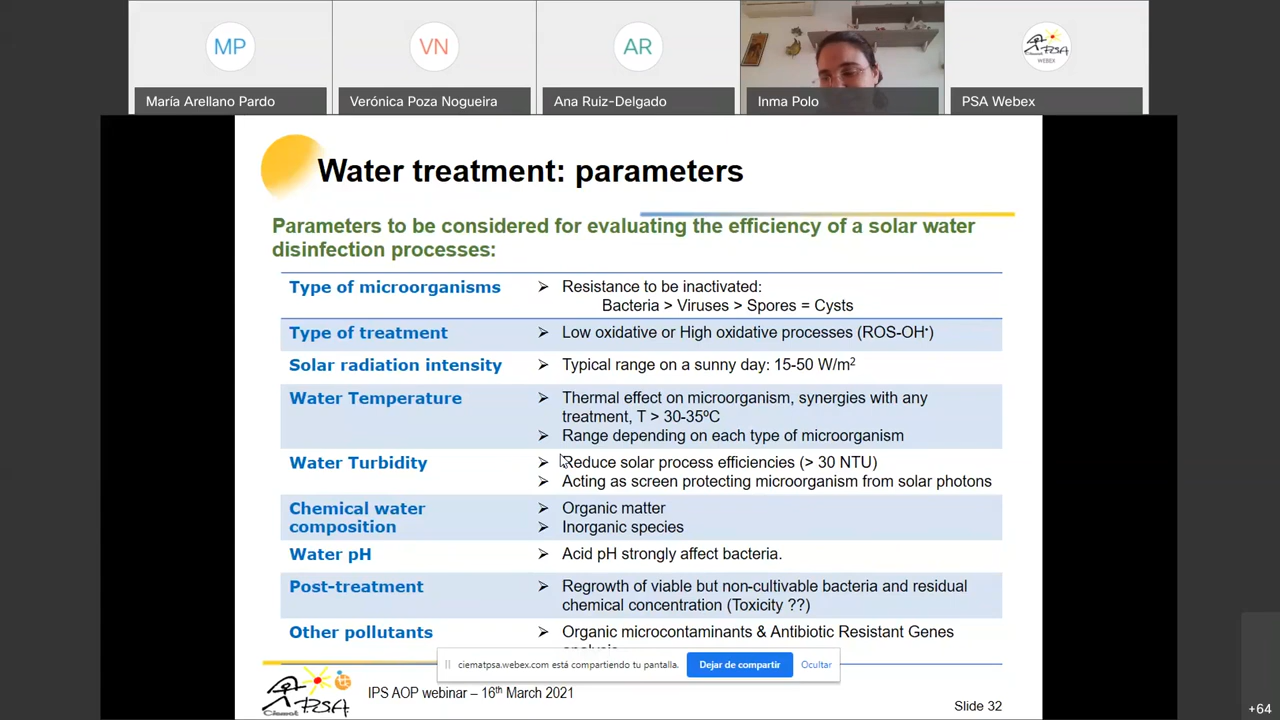 MP
VN
AR
PSA
WEBEX
María Arellano Pardo
Verónica Poza Nogueira
Ana Ruiz-Delgado
Inma Polo
PSA Webex
Water treatment: parameters
Parameters to be considered for evaluating the efficiency of a solar water
disinfection processes:
Type of microorganisms
➢ Resistance to be inactivated:
Bacteria > Viruses > Spores = Cysts
Type of treatment
➢ Low oxidative or High oxidative processes (ROS-OH•)
Solar radiation intensity
➢ Typical range on a sunny day: 15-50 W/m²
Water Temperature
➢ Thermal effect on microorganism, synergies with any
treatment, T > 30-35ºC
➢ Range depending on each type of microorganism
Water Turbidity
➢ Reduce solar process efficiencies (> 30 NTU)
➢ Acting as screen protecting microorganism from solar photons
Chemical water
composition
➢ Organic matter
➢ Inorganic species
Water pH
➢ Acid pH strongly affect bacteria.
Post-treatment
➢ Regrowth of viable but non-cultivable bacteria and residual
chemical concentration (Toxicity ??)
Other pollutants
➢ Organic microcontaminants & Antibiotic Resistant Genes
ciematpsa.webex.com está compartiendo tu pantalla.
Dejar de compartir
Ocultar
Ciemat PSA
IPS AOP webinar – 16th March 2021
Slide 32
+64